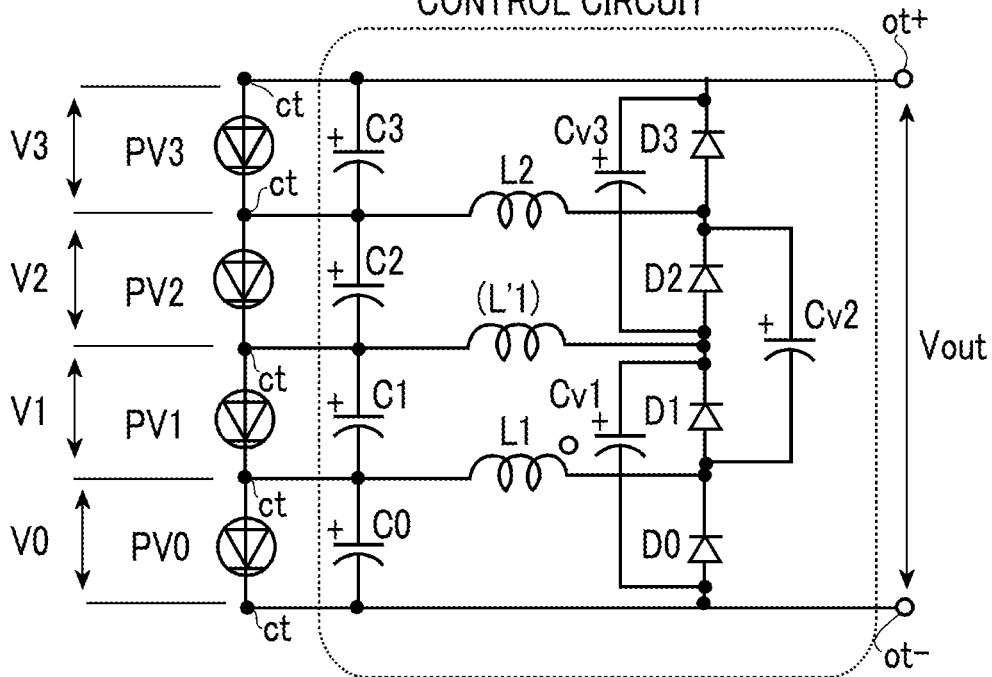 CONTROL CIRCUIT
ot+
ct
V3
PV3
+
C3
Cv3
+
D3
ct
L2
V2
PV2
+
C2
(L'1)
D2
+
Cv2
Vout
ct
V1
PV1
+
C1
Cv1
+
D1
L1
ct
V0
PV0
+
C0
D0
ct
ot-